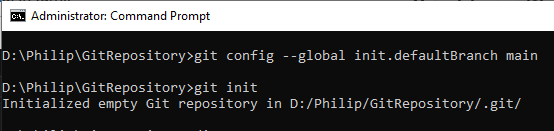 Administrator: Command Prompt
D:\Philip\GitRepository>git config --global init.defaultBranch main
D:\Philip\GitRepository>git init
Initialized empty Git repository in D:/Philip/GitRepository/.git/